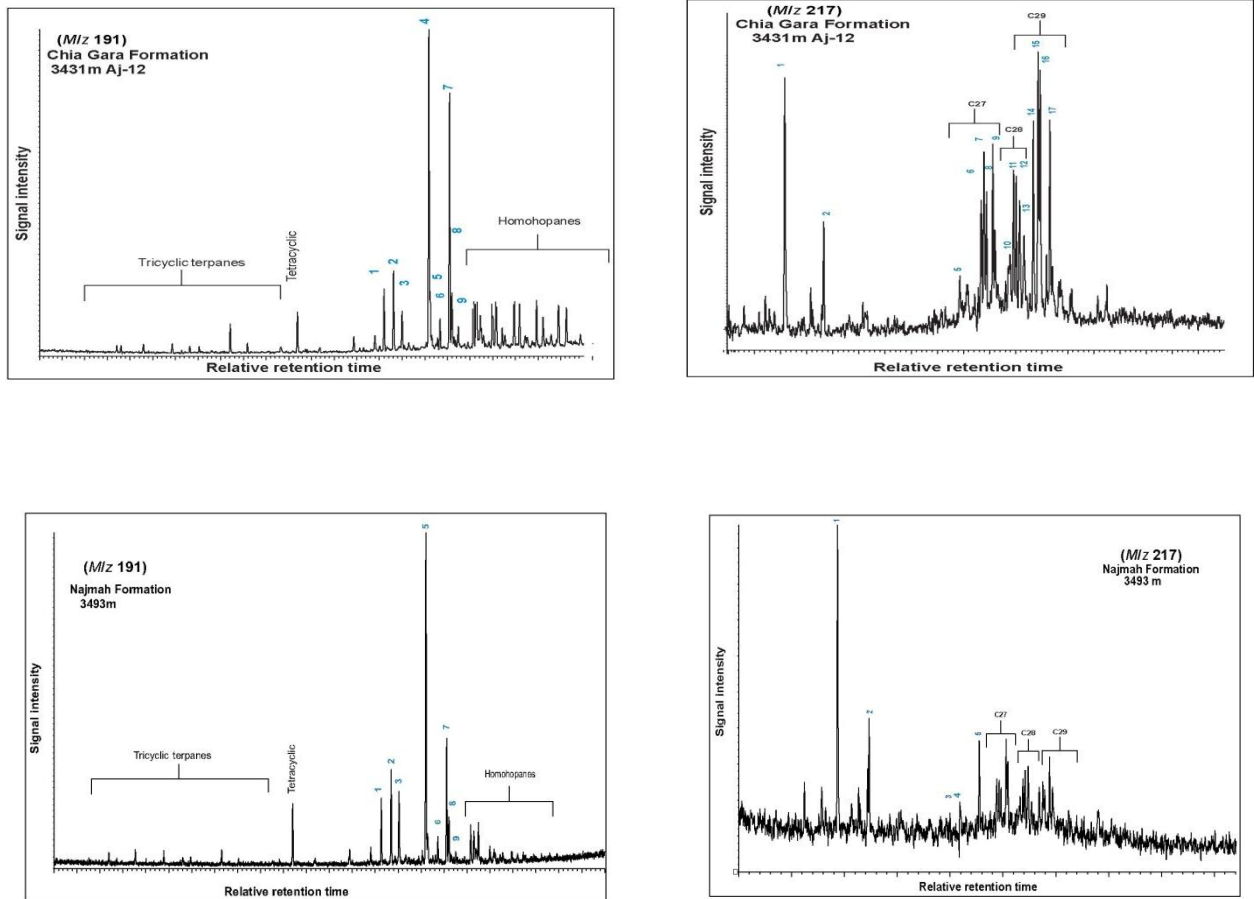 (M/z 191)
Chia Gara Formation
3431m Aj-12
Signal intensity
Tricyclic terpanes
Tetracyclic
Homohopanes
1
2
3
4
5
6
7
8
9
Relative retention time
(M/z 217)
Chia Gara Formation
3431m Aj-12
Signal intensity
C27
C28
C29
1
2
5
6
7
8
9
10
11
12
13
14
15
16
17
Relative retention time
(M/z 191)
Najmah Formation
3493m
Signal intensity
Tricyclic terpanes
Tetracyclic
Homohopanes
1
2
3
5
6
7
8
9
Relative retention time
(M/z 217)
Najmah Formation
3493 m
Signal intensity
C27
C28
C29
1
2
3
4
5
Relative retention time